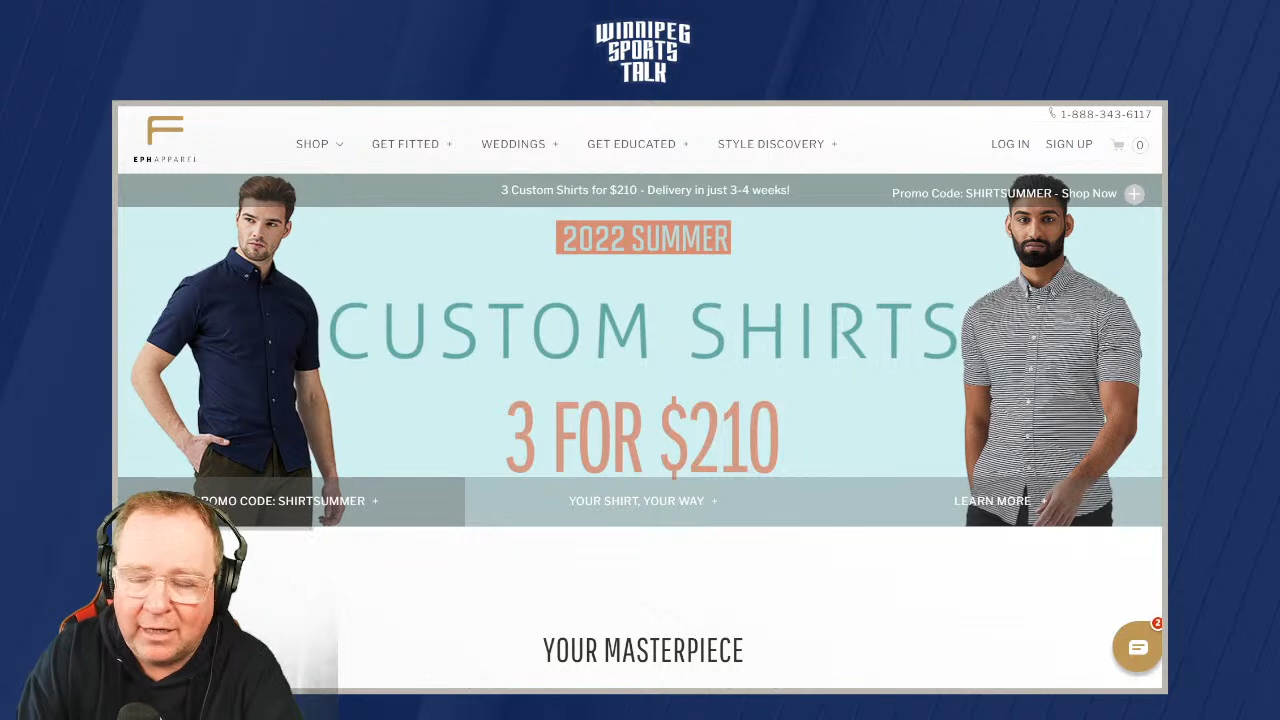 WINNIPEG
SPORTS
TALK
1-888-343-6117
EPHAPPAREL
SHOP
GET FITTED +
WEDDINGS +
GET EDUCATED +
STYLE DISCOVERY +
LOG IN
SIGN UP
0
3 Custom Shirts for $210 - Delivery in just 3-4 weeks!
Promo Code: SHIRTSUMMER - Shop Now +
2022 SUMMER
CUSTOM SHIRTS
3 FOR $210
ROMO CODE: SHIRTSUMMER +
YOUR SHIRT, YOUR WAY +
LEARN MORE +
YOUR MASTERPIECE
2